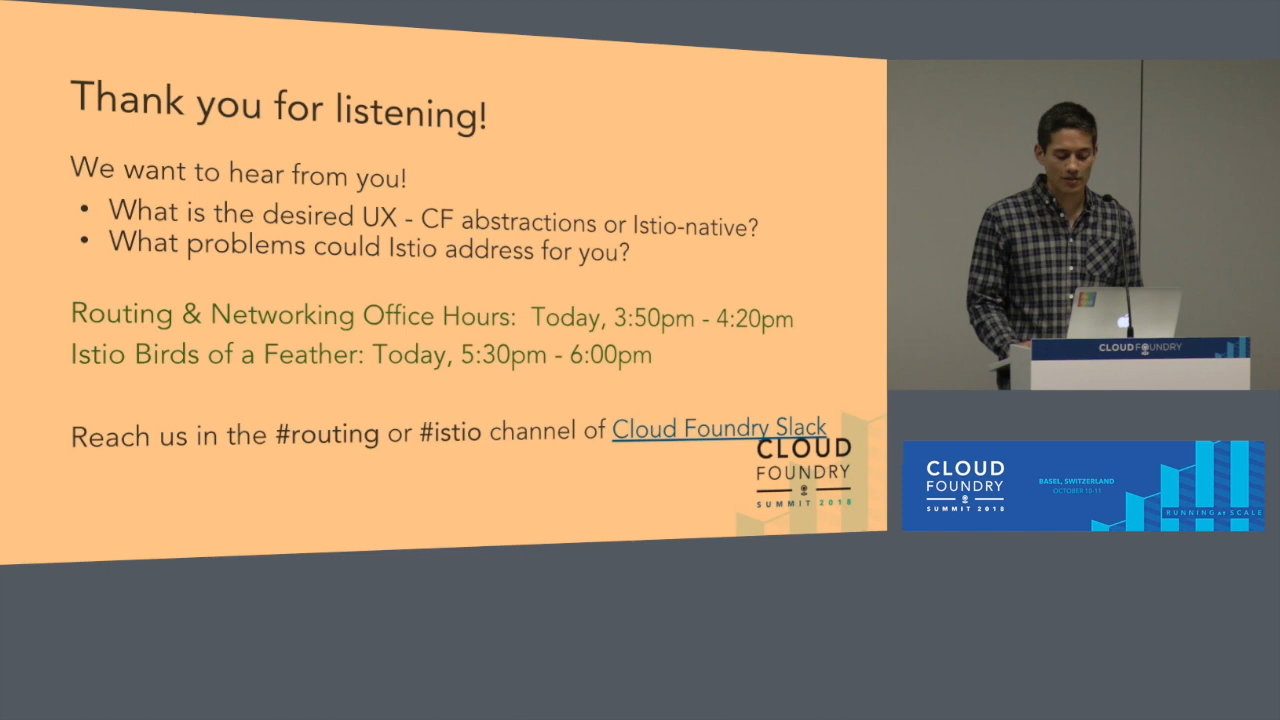 Thank you for listening!
We want to hear from you!
• What is the desired UX - CF abstractions or Istio-native?
• What problems could Istio address for you?
Routing & Networking Office Hours: Today, 3:50pm - 4:20pm
Istio Birds of a Feather: Today, 5:30pm - 6:00pm
Reach us in the #routing or #istio channel of Cloud Foundry Slack
CLOUD
FOUNDRY
SUMMIT 2018
CLOUD FOUNDRY
CLOUD
FOUNDRY
SUMMIT 2018
BASEL, SWITZERLAND
OCTOBER 10-11
RUNNING at SCALE